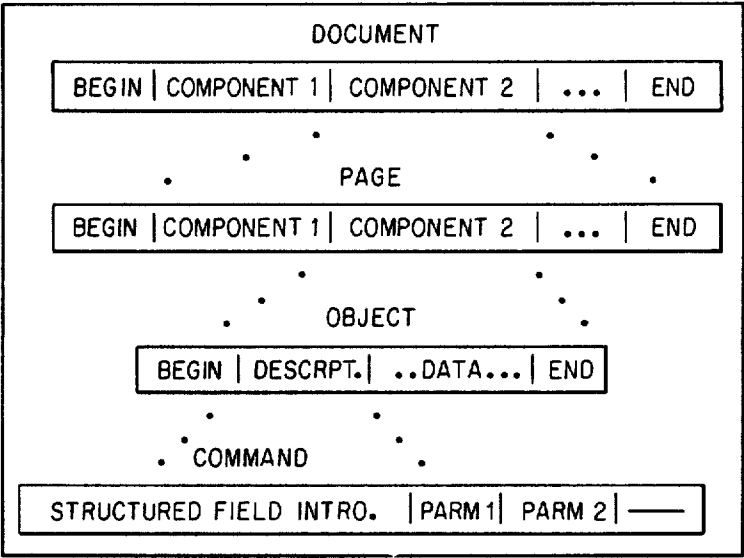 DOCUMENT
BEGIN | COMPONENT 1 | COMPONENT 2 | ... | END
PAGE
BEGIN | COMPONENT 1 | COMPONENT 2 | ... | END
OBJECT
BEGIN | DESCRPT. | ..DATA... | END
COMMAND
STRUCTURED FIELD INTRO. | PARM 1 | PARM 2 | —